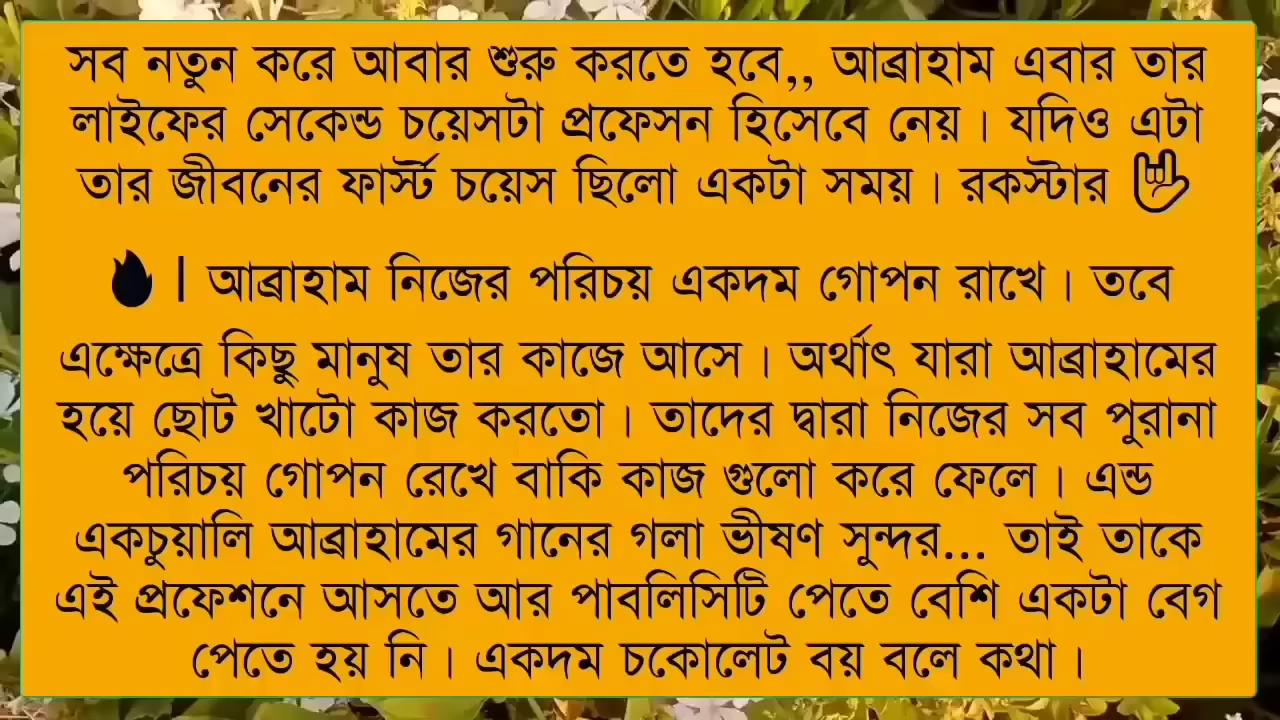 সব নতুন করে আবার শুরু করতে হবে,, আব্রাহাম এবার তার
লাইফের সেকেন্ড চয়েসটা প্রফেসন হিসেবে নেয়। যদিও এটা
তার জীবনের ফার্স্ট চয়েস ছিলো একটা সময়। রকস্টার 🤟
🔥। আব্রাহাম নিজের পরিচয় একদম গোপন রাখে। তবে
এক্ষেত্রে কিছু মানুষ তার কাজে আসে। অর্থাৎ যারা আব্রাহামের
হয়ে ছোট খাটো কাজ করতো। তাদের দ্বারা নিজের সব পুরানা
পরিচয় গোপন রেখে বাকি কাজ গুলো করে ফেলে। এন্ড
একচুয়ালি আব্রাহামের গানের গলা ভীষণ সুন্দর... তাই তাকে
এই প্রফেশনে আসতে আর পাবলিসিটি পেতে বেশি একটা বেগ
পেতে হয় নি। একদম চকোলেট বয় বলে কথা।